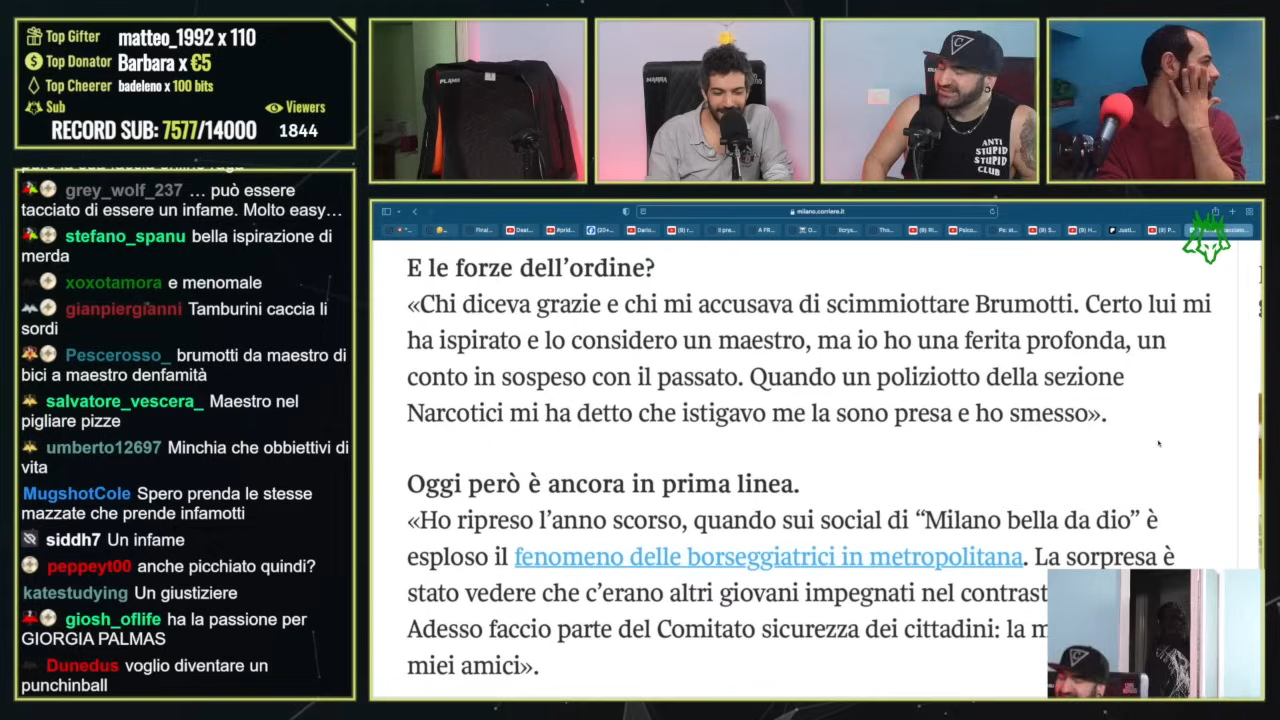 Top Gifter matteo_1992 x 110
Top Donator Barbara x €5
Top Cheerer badeleno x 100 bits
Sub Viewers
RECORD SUB: 7577/14000 1844
grey_wolf_237 … può essere
tacciato di essere un infame. Molto easy…
stefano_spanu bella ispirazione di
merda
xoxotamora e menomale
gianpiergianni Tamburini caccia li
sordi
Pescerosso_ brumotti da maestro di
bici a maestro denfamità
salvatore_vescera_ Maestro nel
pigliare pizze
umberto12697 Minchia che obbiettivi di
vita
MugshotCole Spero prenda le stesse
mazzate che prende infamotti
siddh7 Un infame
peppeyt00 anche picchiato quindi?
katestudying Un giustiziere
giosh_oflife ha la passione per
GIORGIA PALMAS
Dunedus voglio diventare un
punchinball
ANTI
STUPID
STUPID
CLUB
milano.corriere.it
E le forze dell’ordine?
«Chi diceva grazie e chi mi accusava di scimmiottare Brumotti. Certo lui mi
ha ispirato e lo considero un maestro, ma io ho una ferita profonda, un
conto in sospeso con il passato. Quando un poliziotto della sezione
Narcotici mi ha detto che istigavo me la sono presa e ho smesso».
Oggi però è ancora in prima linea.
«Ho ripreso l’anno scorso, quando sui social di “Milano bella da dio” è
esploso il fenomeno delle borseggiatrici in metropolitana. La sorpresa è
stato vedere che c’erano altri giovani impegnati nel contrast
Adesso faccio parte del Comitato sicurezza dei cittadini: la m
miei amici».